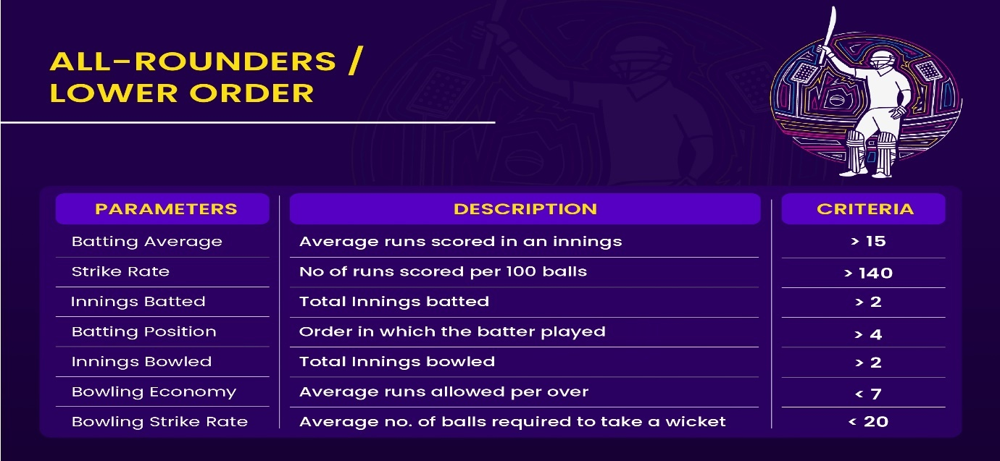 ALL-ROUNDERS /
LOWER ORDER
PARAMETERS DESCRIPTION CRITERIA
Batting Average Average runs scored in an innings > 15
Strike Rate No of runs scored per 100 balls > 140
Innings Batted Total Innings batted > 2
Batting Position Order in which the batter played > 4
Innings Bowled Total Innings bowled > 2
Bowling Economy Average runs allowed per over < 7
Bowling Strike Rate Average no. of balls required to take a wicket < 20